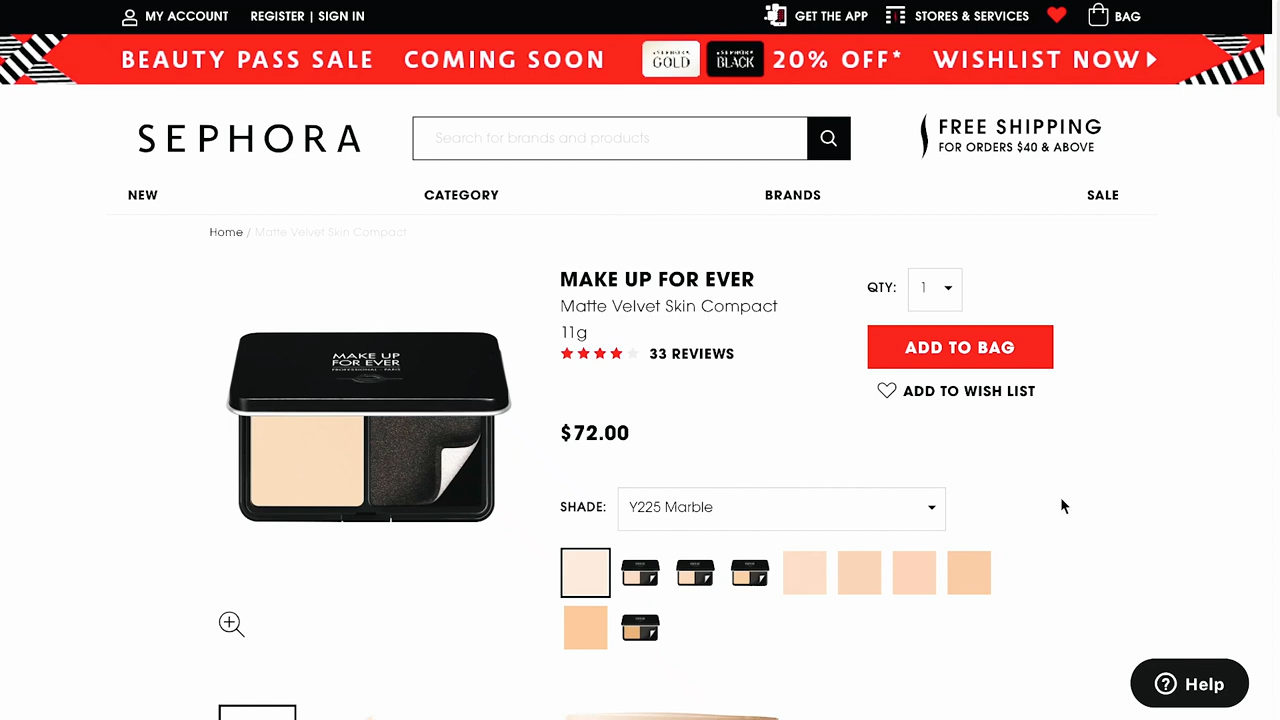 MY ACCOUNT
REGISTER | SIGN IN
GET THE APP
STORES & SERVICES
BAG
BEAUTY PASS SALE COMING SOON GOLD BLACK 20% OFF* WISHLIST NOW
SEPHORA
Search for brands and products
FREE SHIPPING
FOR ORDERS $40 & ABOVE
NEW
CATEGORY
BRANDS
SALE
Home / Matte Velvet Skin Compact
MAKE UP
FOR EVER
PROFESSIONAL - PARIS
MAKE UP FOR EVER
Matte Velvet Skin Compact
11g
33 REVIEWS
$72.00
QTY: 1
ADD TO BAG
ADD TO WISH LIST
SHADE: Y225 Marble
Help